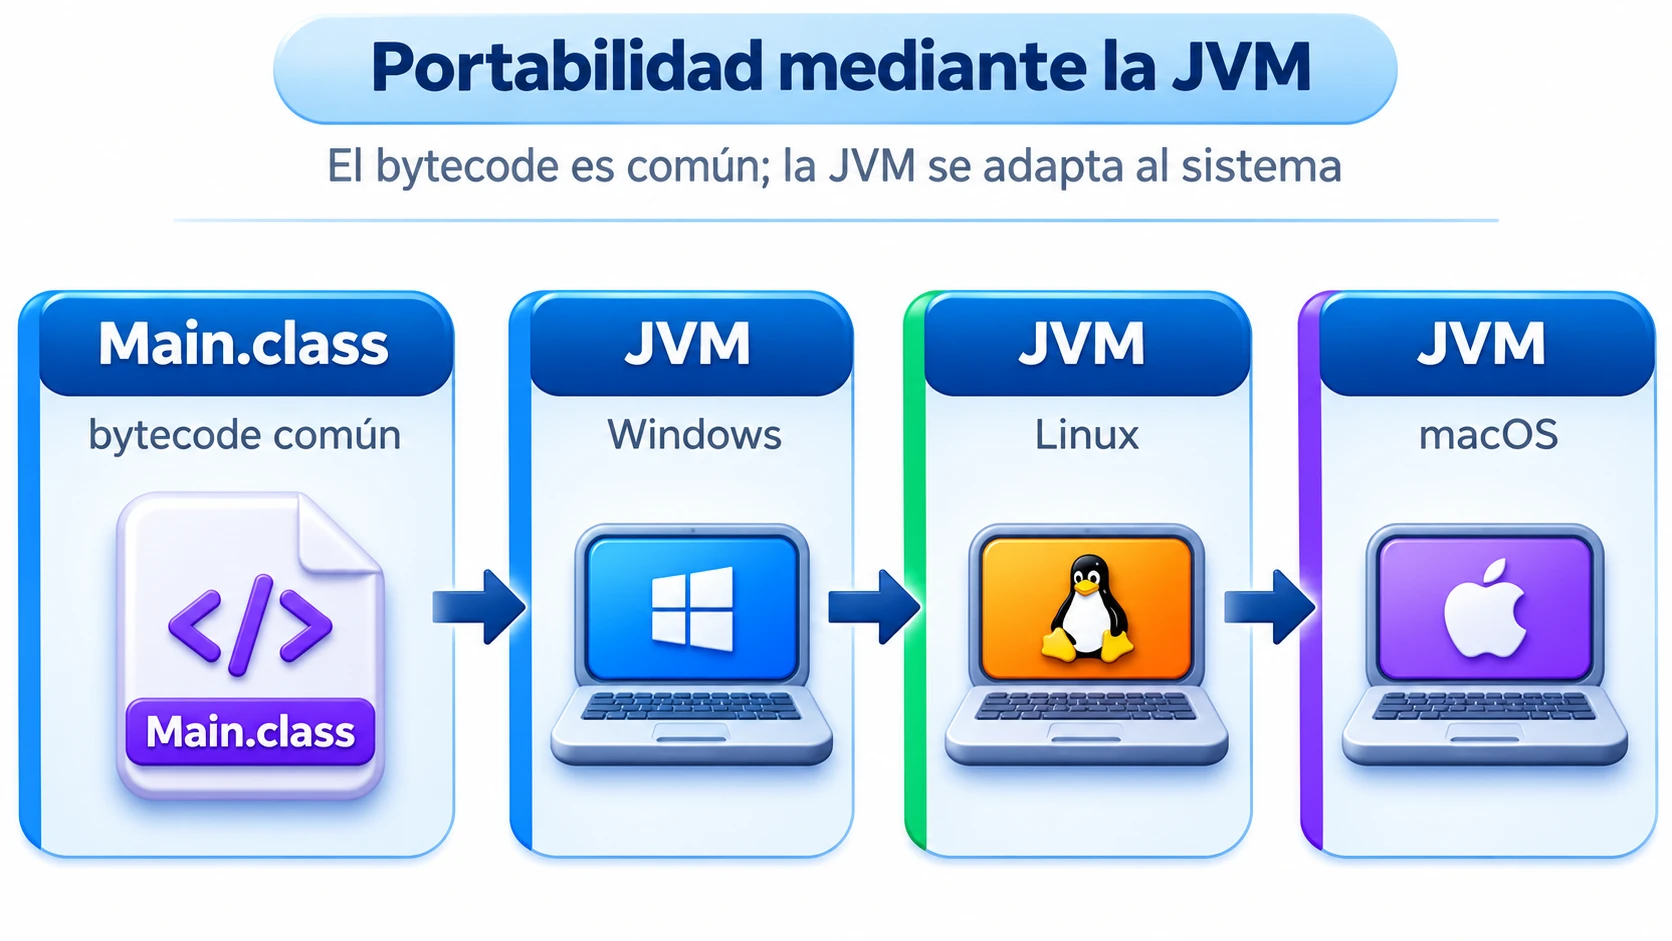 Portabilidad mediante la JVM
El bytecode es común; la JVM se adapta al sistema
Main.class
bytecode común
</>
Main.class
JVM
Windows
JVM
Linux
JVM
macOS